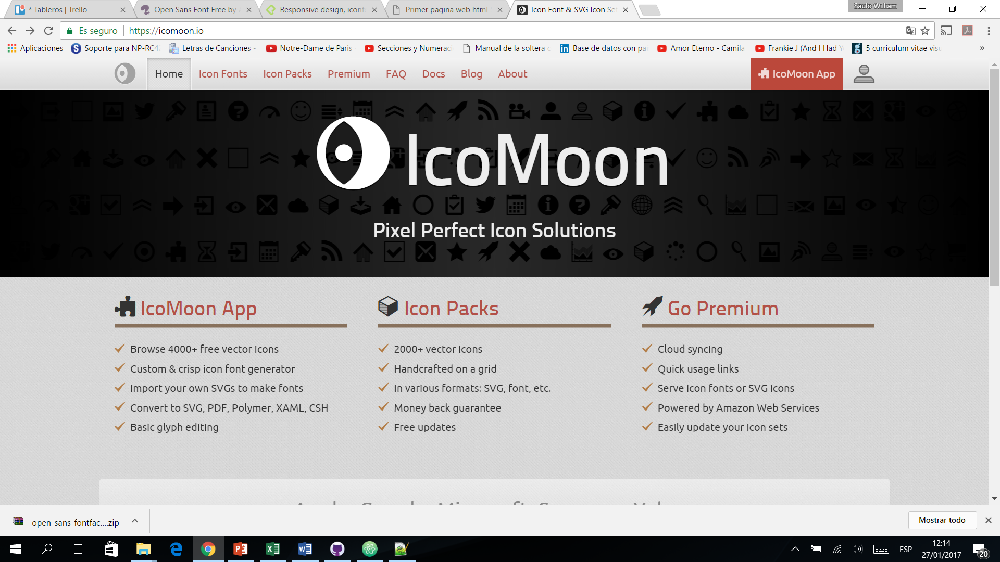 * Tableros | Trello
Open Sans Font Free by
Responsive design, iconf
Primer pagina web html
Icon Font & SVG Icon Se
Saulo William
Es seguro
https://icomoon.io
Aplicaciones
Soporte para NP-RC4
Letras de Canciones -
Notre-Dame de Paris
Secciones y Numeraci
Manual de la soltera
Base de datos con pa
Amor Eterno - Camila
Frankie J (And I Had Y
5 curriculum vitae visu
»
Home
Icon Fonts
Icon Packs
Premium
FAQ
Docs
Blog
About
IcoMoon App
IcoMoon
Pixel Perfect Icon Solutions
IcoMoon App
Browse 4000+ free vector icons
Custom & crisp icon font generator
Import your own SVGs to make fonts
Convert to SVG, PDF, Polymer, XAML, CSH
Basic glyph editing
Icon Packs
2000+ vector icons
Handcrafted on a grid
In various formats: SVG, font, etc.
Money back guarantee
Free updates
Go Premium
Cloud syncing
Quick usage links
Serve icon fonts or SVG icons
Powered by Amazon Web Services
Easily update your icon sets
open-sans-fontfac....zip
Mostrar todo
ESP
12:14
27/01/2017
20